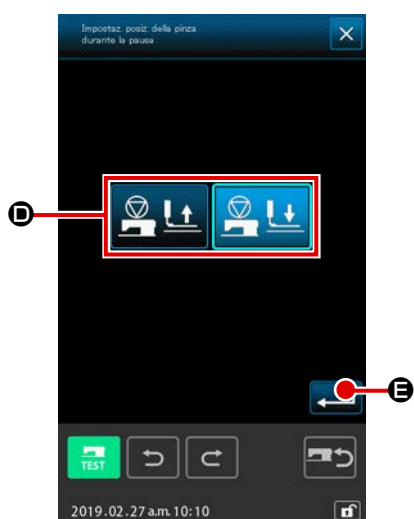 Impostaz. posiz. della pinza
durante la pausa
D
E
TEST
2019.02.27 a.m. 10:10